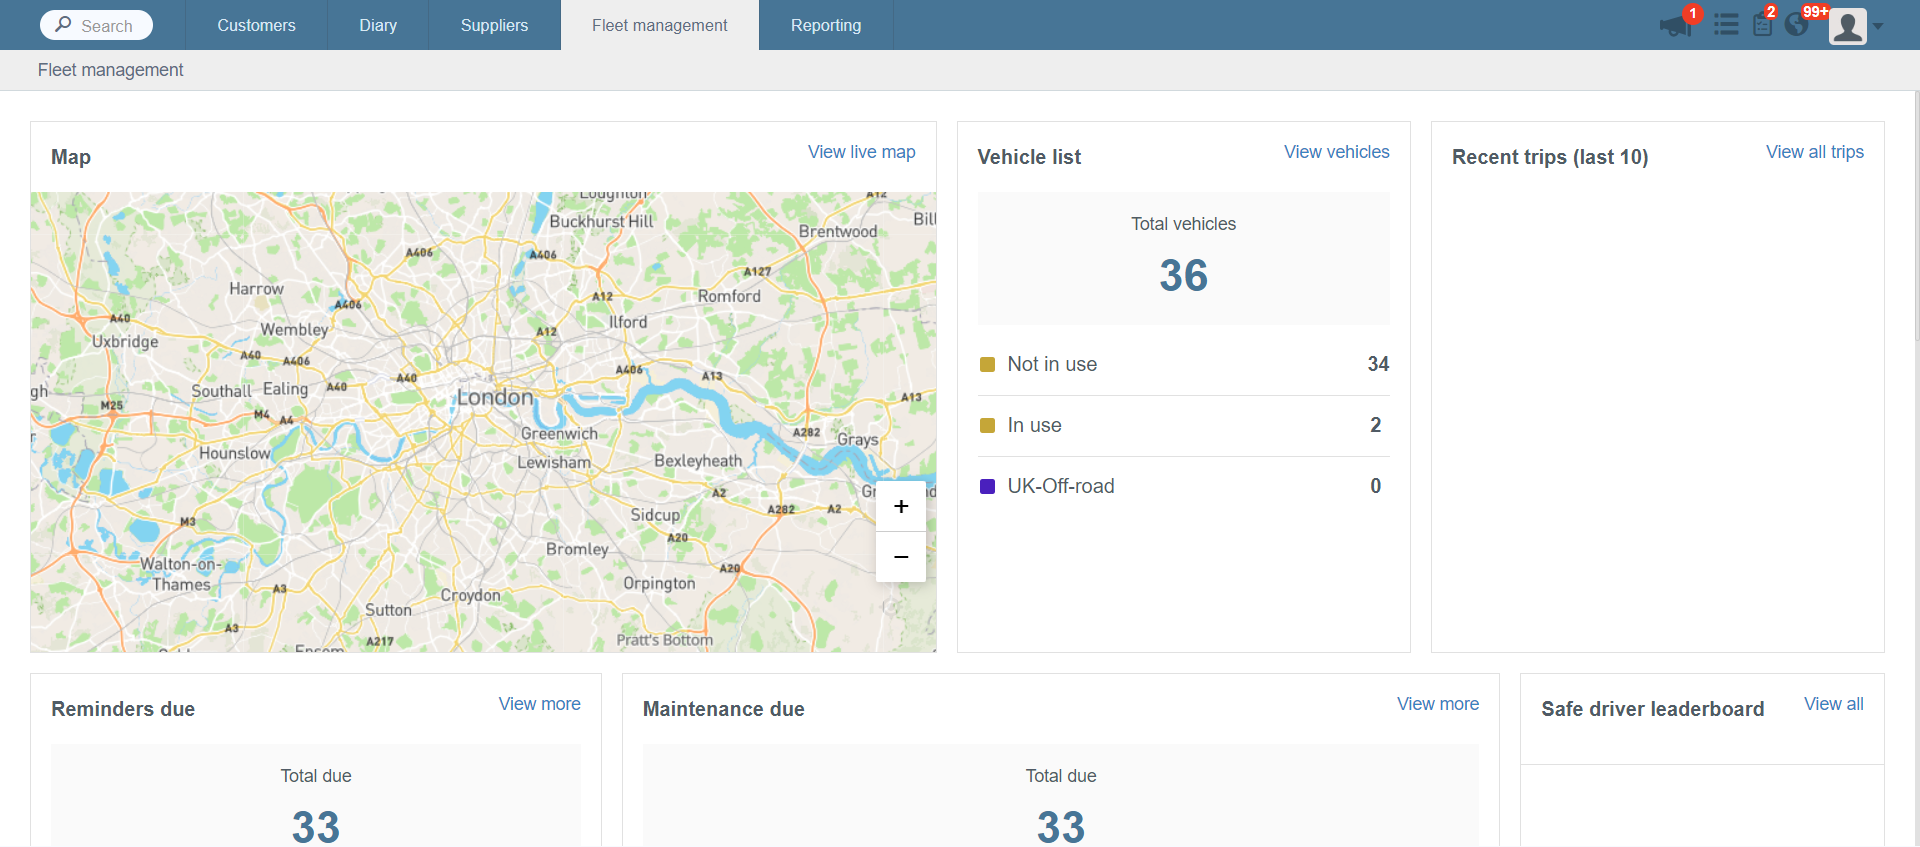 Search
Customers
Diary
Suppliers
Fleet management
Reporting
1
2
99+
Fleet management
Map
View live map
Loughton
A12
Buckhurst Hill
Brentwood
Bill
A406
A406
A127
Harrow
A406
A12
Romford
A40
Wembley
A12
Ilford
Uxbridge
A40
A406
A406
A13
Southall
Ealing
A40
A40
London
gh
M25
M4
A4
A13
Greenwich
A282
Grays
Hounslow
Lewisham
Bexleyheath
A2
M3
Sidcup
A282
A2
A20
Bromley
Walton-on-
Thames
A20
Orpington
A3
Croydon
Sutton
A3
A217
Pratt's Bottom
+
−
Vehicle list
View vehicles
Total vehicles
36
Not in use 34
In use 2
UK-Off-road 0
Recent trips (last 10)
View all trips
Reminders due
View more
Total due
33
Maintenance due
View more
Total due
33
Safe driver leaderboard
View all